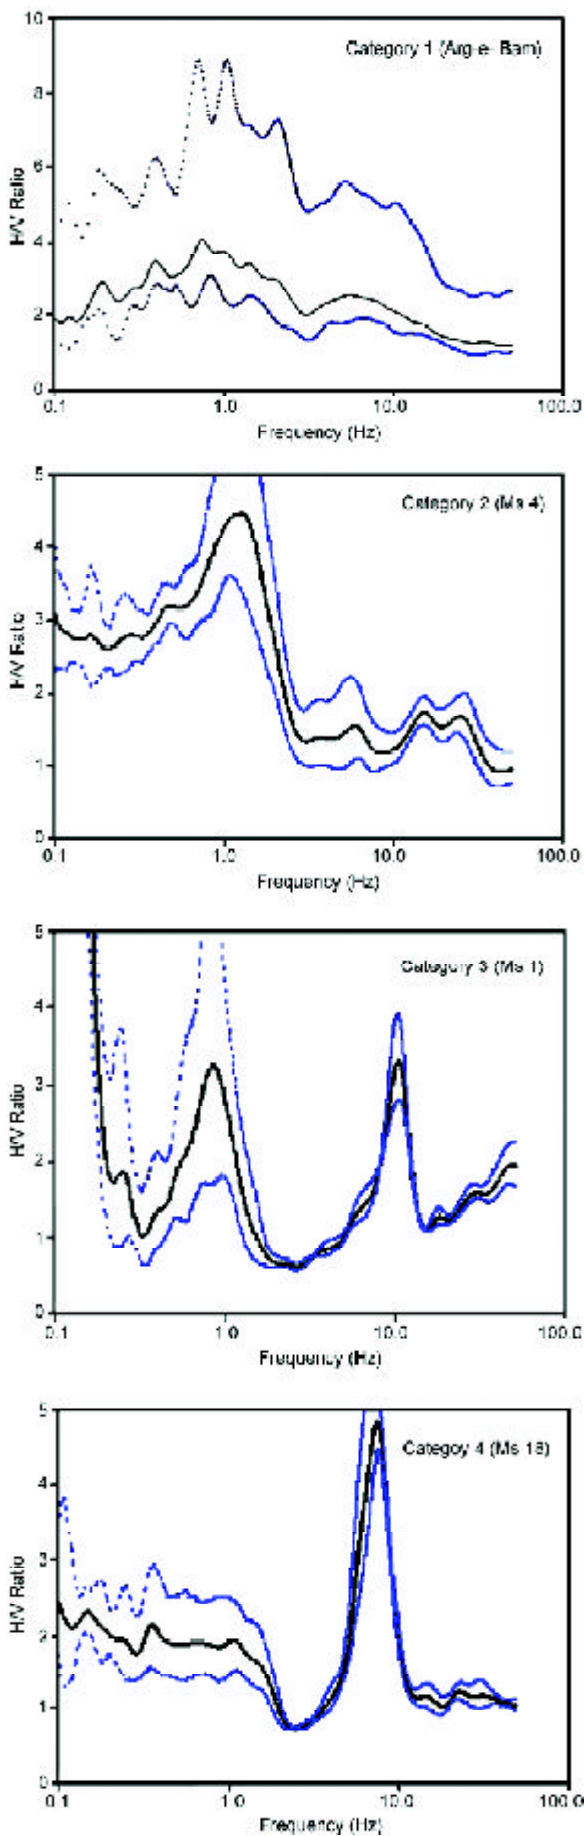 10
Category 1 (Arg-e- Bam)
8
6
H/V Ratio
4
2
0
0.1 1.0 10.0 100.0
Frequency (Hz)
5
Category 2 (Ms 4)
4
3
H/V Ratio
2
1
0
0.1 1.0 10.0 100.0
Frequency (Hz)
5
Category 3 (Ms 1)
4
3
H/V Ratio
2
1
0
0.1 1.0 10.0 100.0
Frequency (Hz)
5
Categoy 4 (Ms 18)
4
3
H/V Ratio
2
1
0
0.1 1.0 10.0 100.0
Frequency (Hz)